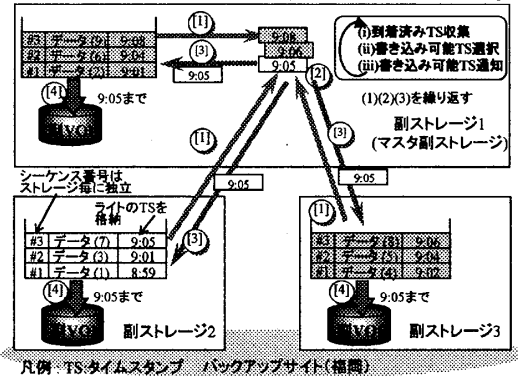 [1]
(i)到着済みTS収集
(ii)書き込み可能TS選択
(iii)書き込み可能TS通知
#3 データ(9) 9:08
#2 データ(6) 9:04
#1 データ(2) 9:01
[3]
9:05
9:08
9:06
9:05
[2]
[4]
9:05まで
(1)(2)(3)を繰り返す
副ストレージ1
(マスタ副ストレージ)
[1]
[3]
シーケンス番号は
ストレージ毎に独立
ライトのTSを
格納
9:05
9:05
[3]
[1]
#3 データ(7) 9:05
#2 データ(3) 9:01
#1 データ(1) 8:59
#3 データ(8) 9:06
#2 データ(5) 9:04
#1 データ(4) 9:02
[4]
9:05まで
副ストレージ2
[4]
9:05まで
副ストレージ3
凡例:TS:タイムスタンプ バックアップサイト(福岡)